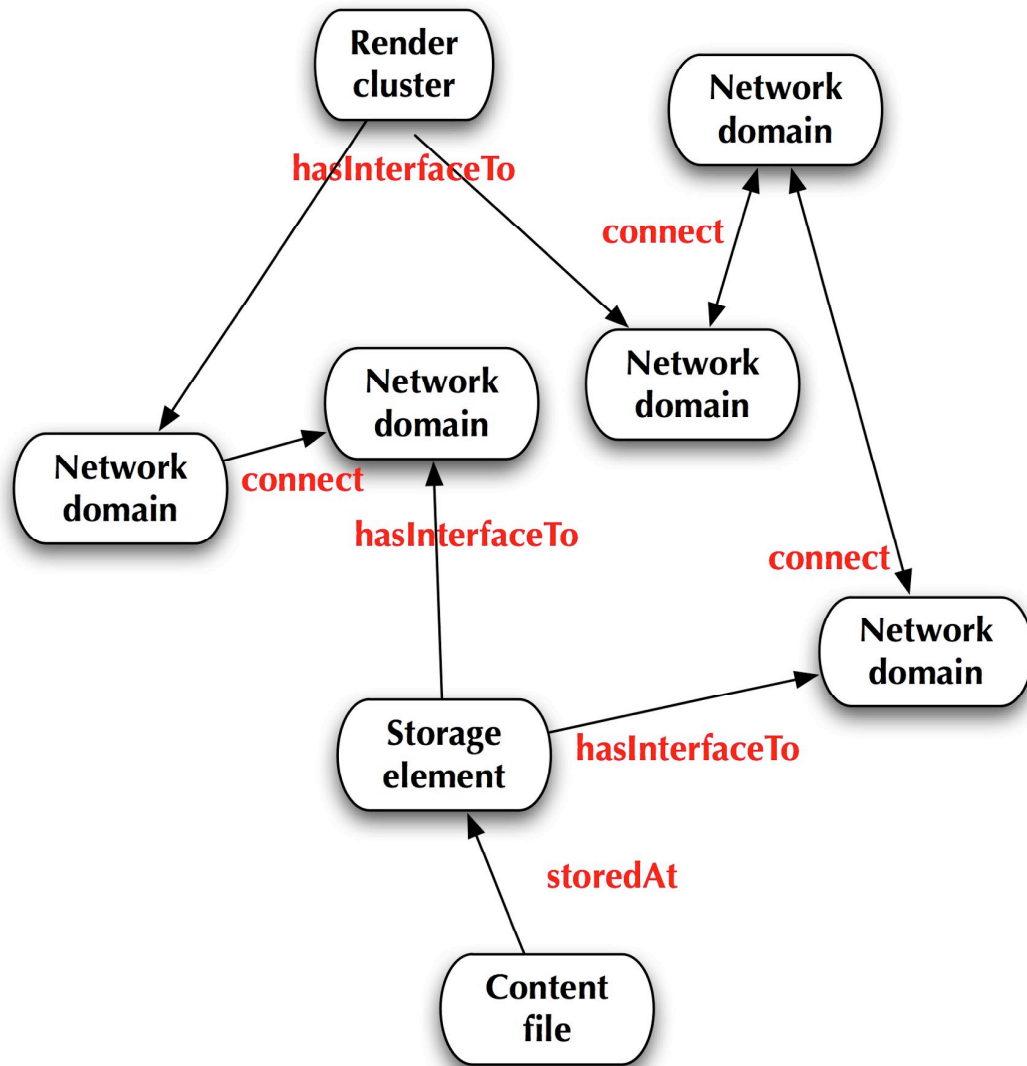 Render
cluster
Network
domain
hasInterfaceTo
connect
Network
domain
Network
domain
Network
domain
connect
hasInterfaceTo
connect
Network
domain
Storage
element
hasInterfaceTo
storedAt
Content
file